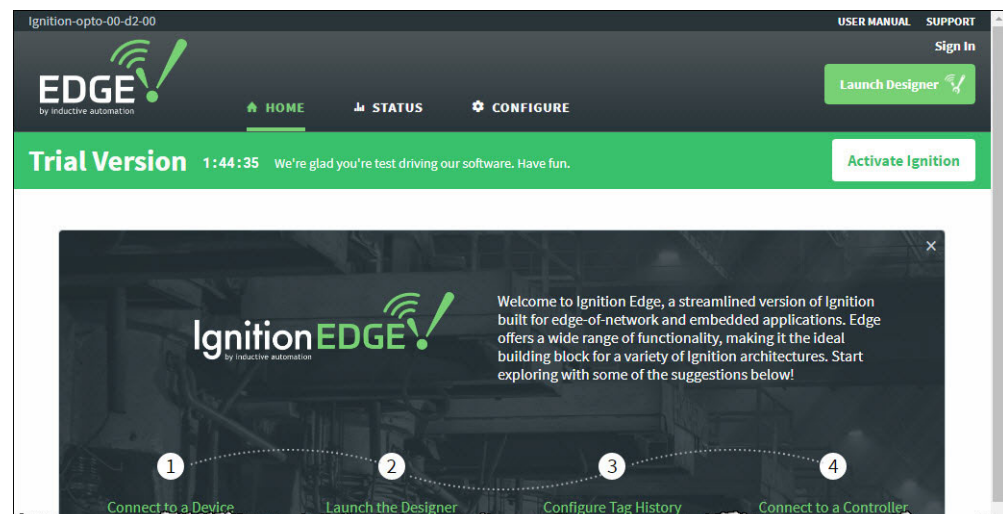 Ignition-opto-00-d2-00
USER MANUAL SUPPORT
Sign In
EDGE!
by inductive automation
Launch Designer
HOME STATUS CONFIGURE
Trial Version 1:44:35 We're glad you're test driving our software. Have fun.
Activate Ignition
×
Ignition EDGE!
by inductive automation
Welcome to Ignition Edge, a streamlined version of Ignition
built for edge-of-network and embedded applications. Edge
offers a wide range of functionality, making it the ideal
building block for a variety of Ignition architectures. Start
exploring with some of the suggestions below!
1 2 3 4
Connect to a Device Launch the Designer Configure Tag History Connect to a Controller